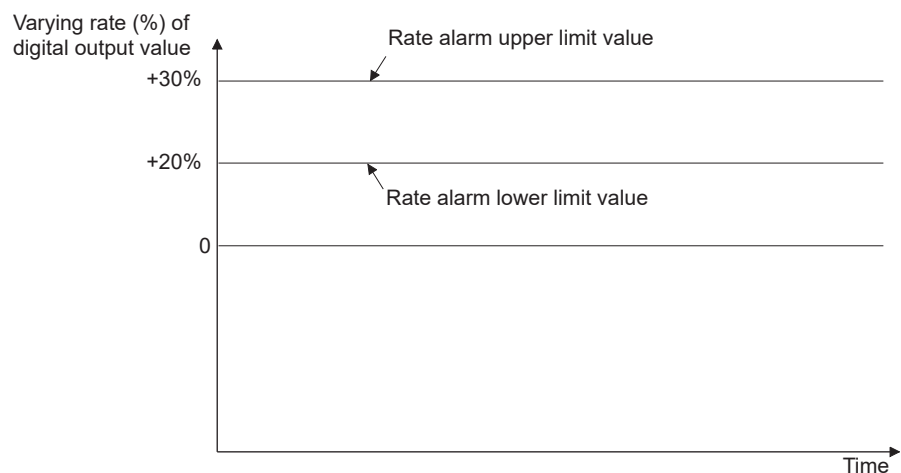 Varying rate (%) of
digital output value
Rate alarm upper limit value
+30%
+20%
Rate alarm lower limit value
0
Time